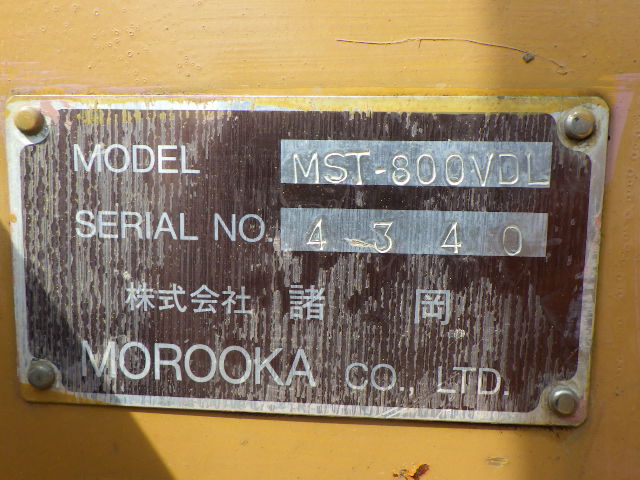 MODEL MST-800VDL
SERIAL NO. 4340
株式会社 諸岡
MOROOKA CO., LTD.